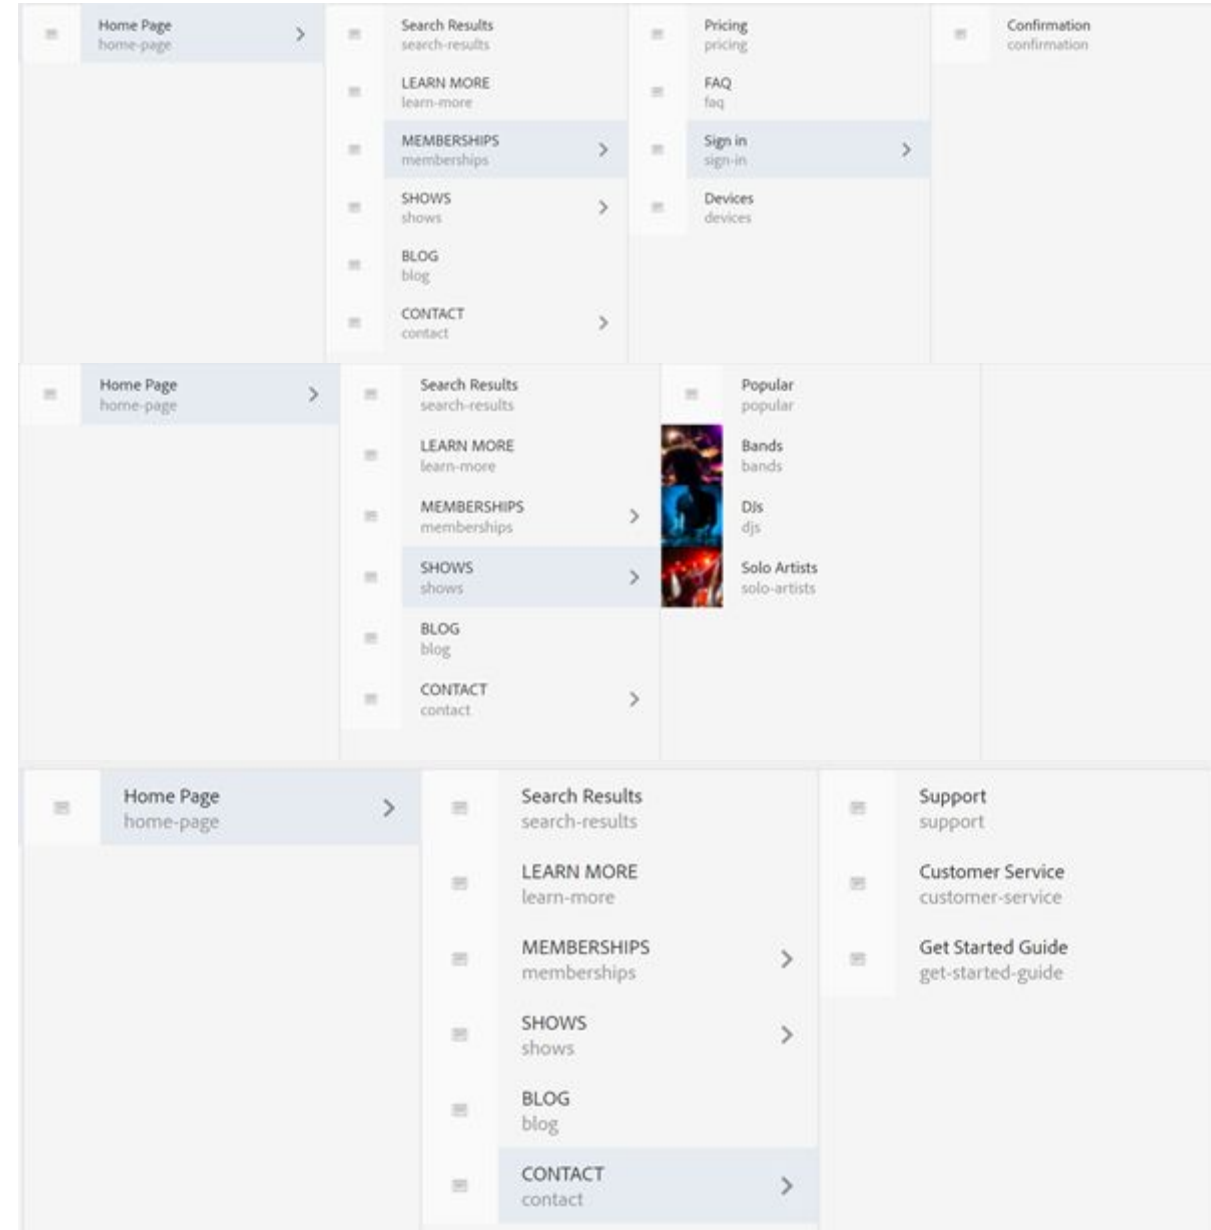 Home Page
home-page
Search Results
search-results
LEARN MORE
learn-more
MEMBERSHIPS
memberships
SHOWS
shows
BLOG
blog
CONTACT
contact
Pricing
pricing
FAQ
faq
Sign in
sign-in
Devices
devices
Confirmation
confirmation
Home Page
home-page
Search Results
search-results
LEARN MORE
learn-more
MEMBERSHIPS
memberships
SHOWS
shows
BLOG
blog
CONTACT
contact
Popular
popular
Bands
bands
DJs
djs
Solo Artists
solo-artists
Home Page
home-page
Search Results
search-results
LEARN MORE
learn-more
MEMBERSHIPS
memberships
SHOWS
shows
BLOG
blog
CONTACT
contact
Support
support
Customer Service
customer-service
Get Started Guide
get-started-guide